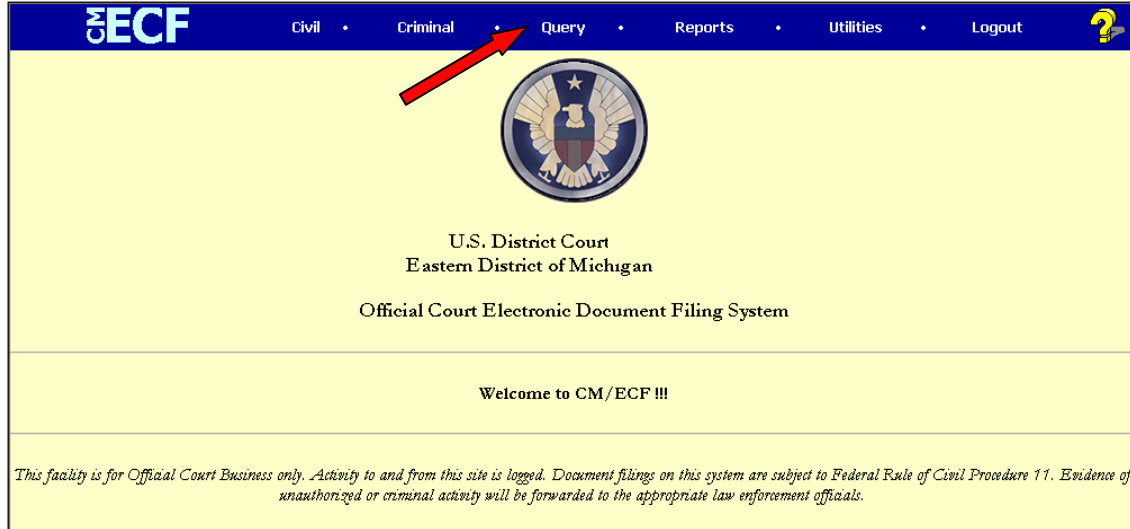 CM ECF Civil • Criminal • Query • Reports • Utilities • Logout ?
U.S. District Court
Eastern District of Michigan
Official Court Electronic Document Filing System
Welcome to CM/ECF !!!
This facility is for Official Court Business only. Activity to and from this site is logged. Document filings on this system are subject to Federal Rule of Civil Procedure 11. Evidence of
unauthorized or criminal activity will be forwarded to the appropriate law enforcement officials.